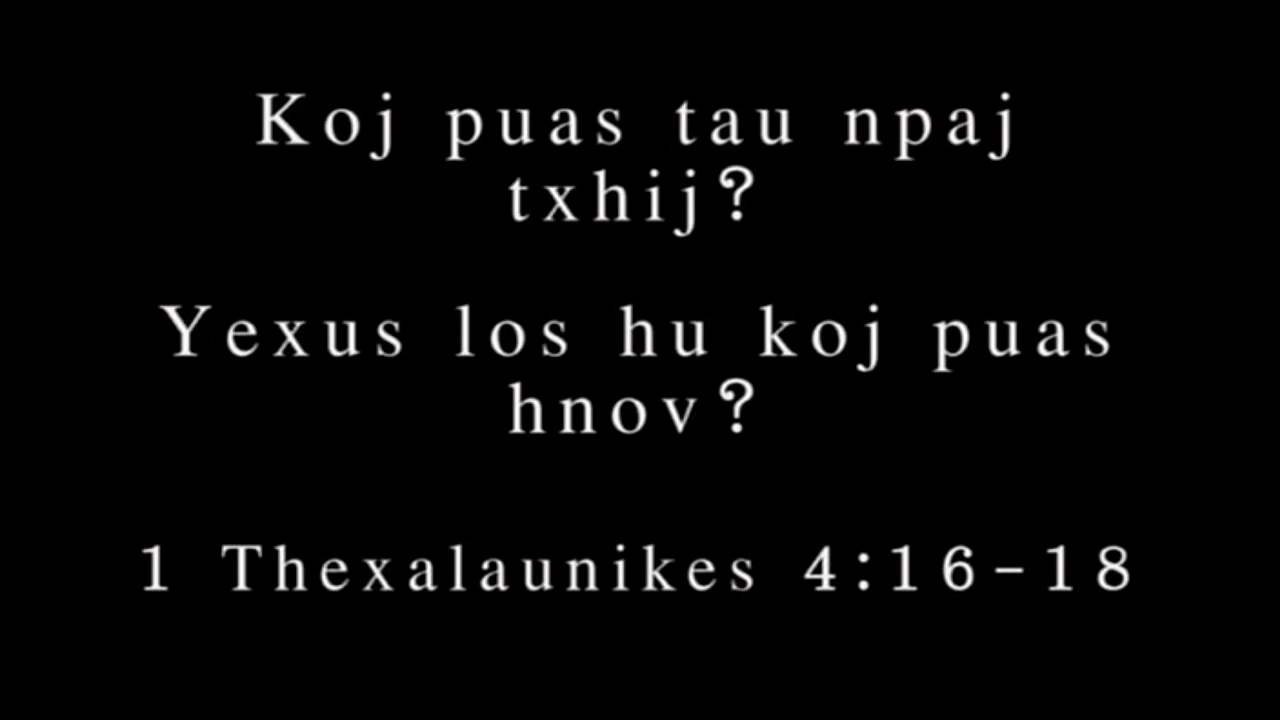 Koj puas tau npaj
txhij?
Yexus los hu koj puas
hnov?
1 Thexalaunikes 4:16-18